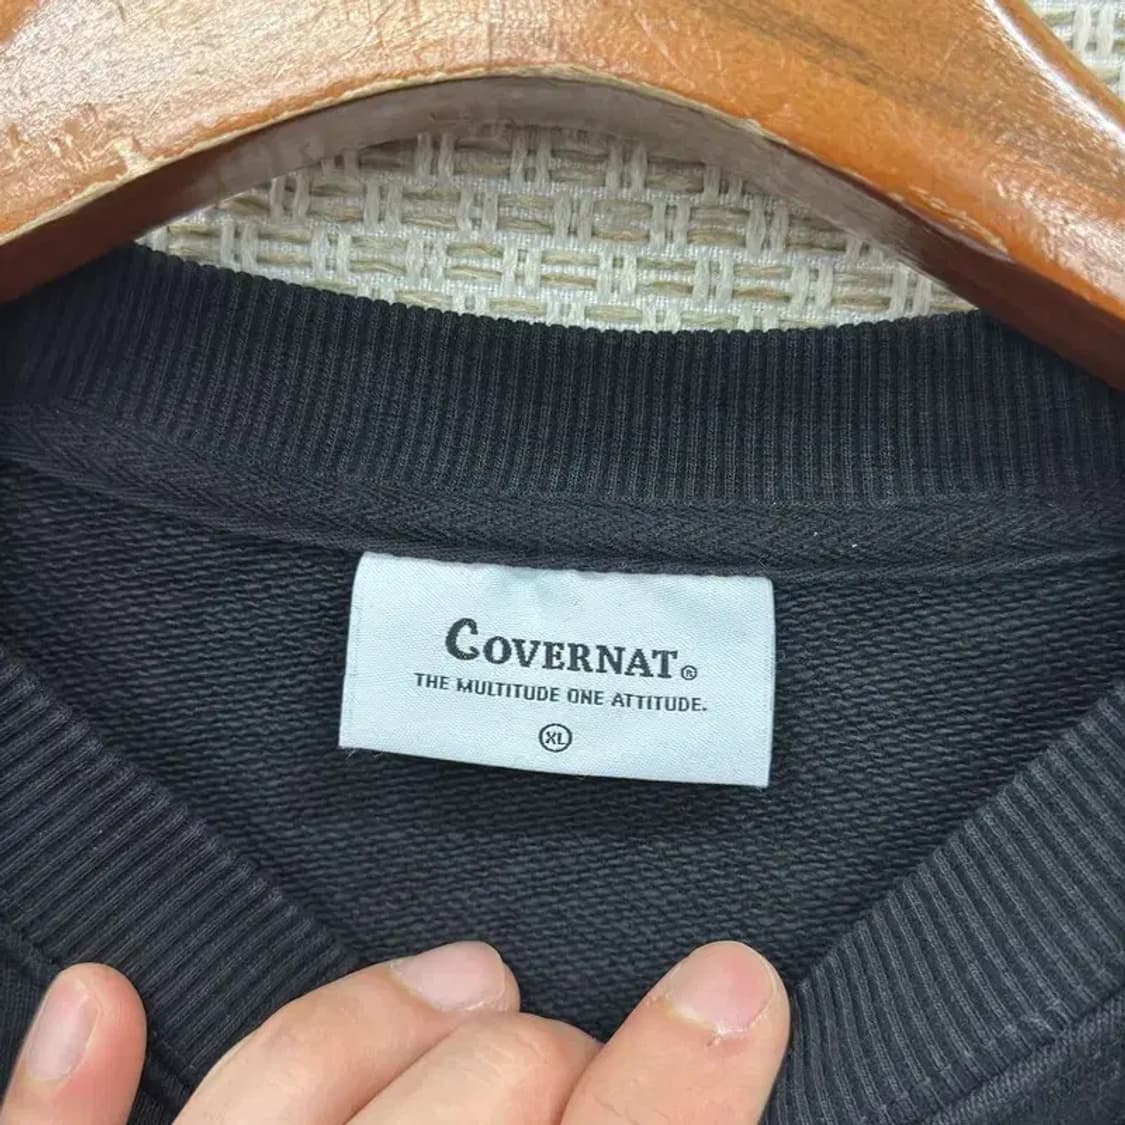 COVERNAT®
THE MULTITUDE ONE ATTITUDE.
XL